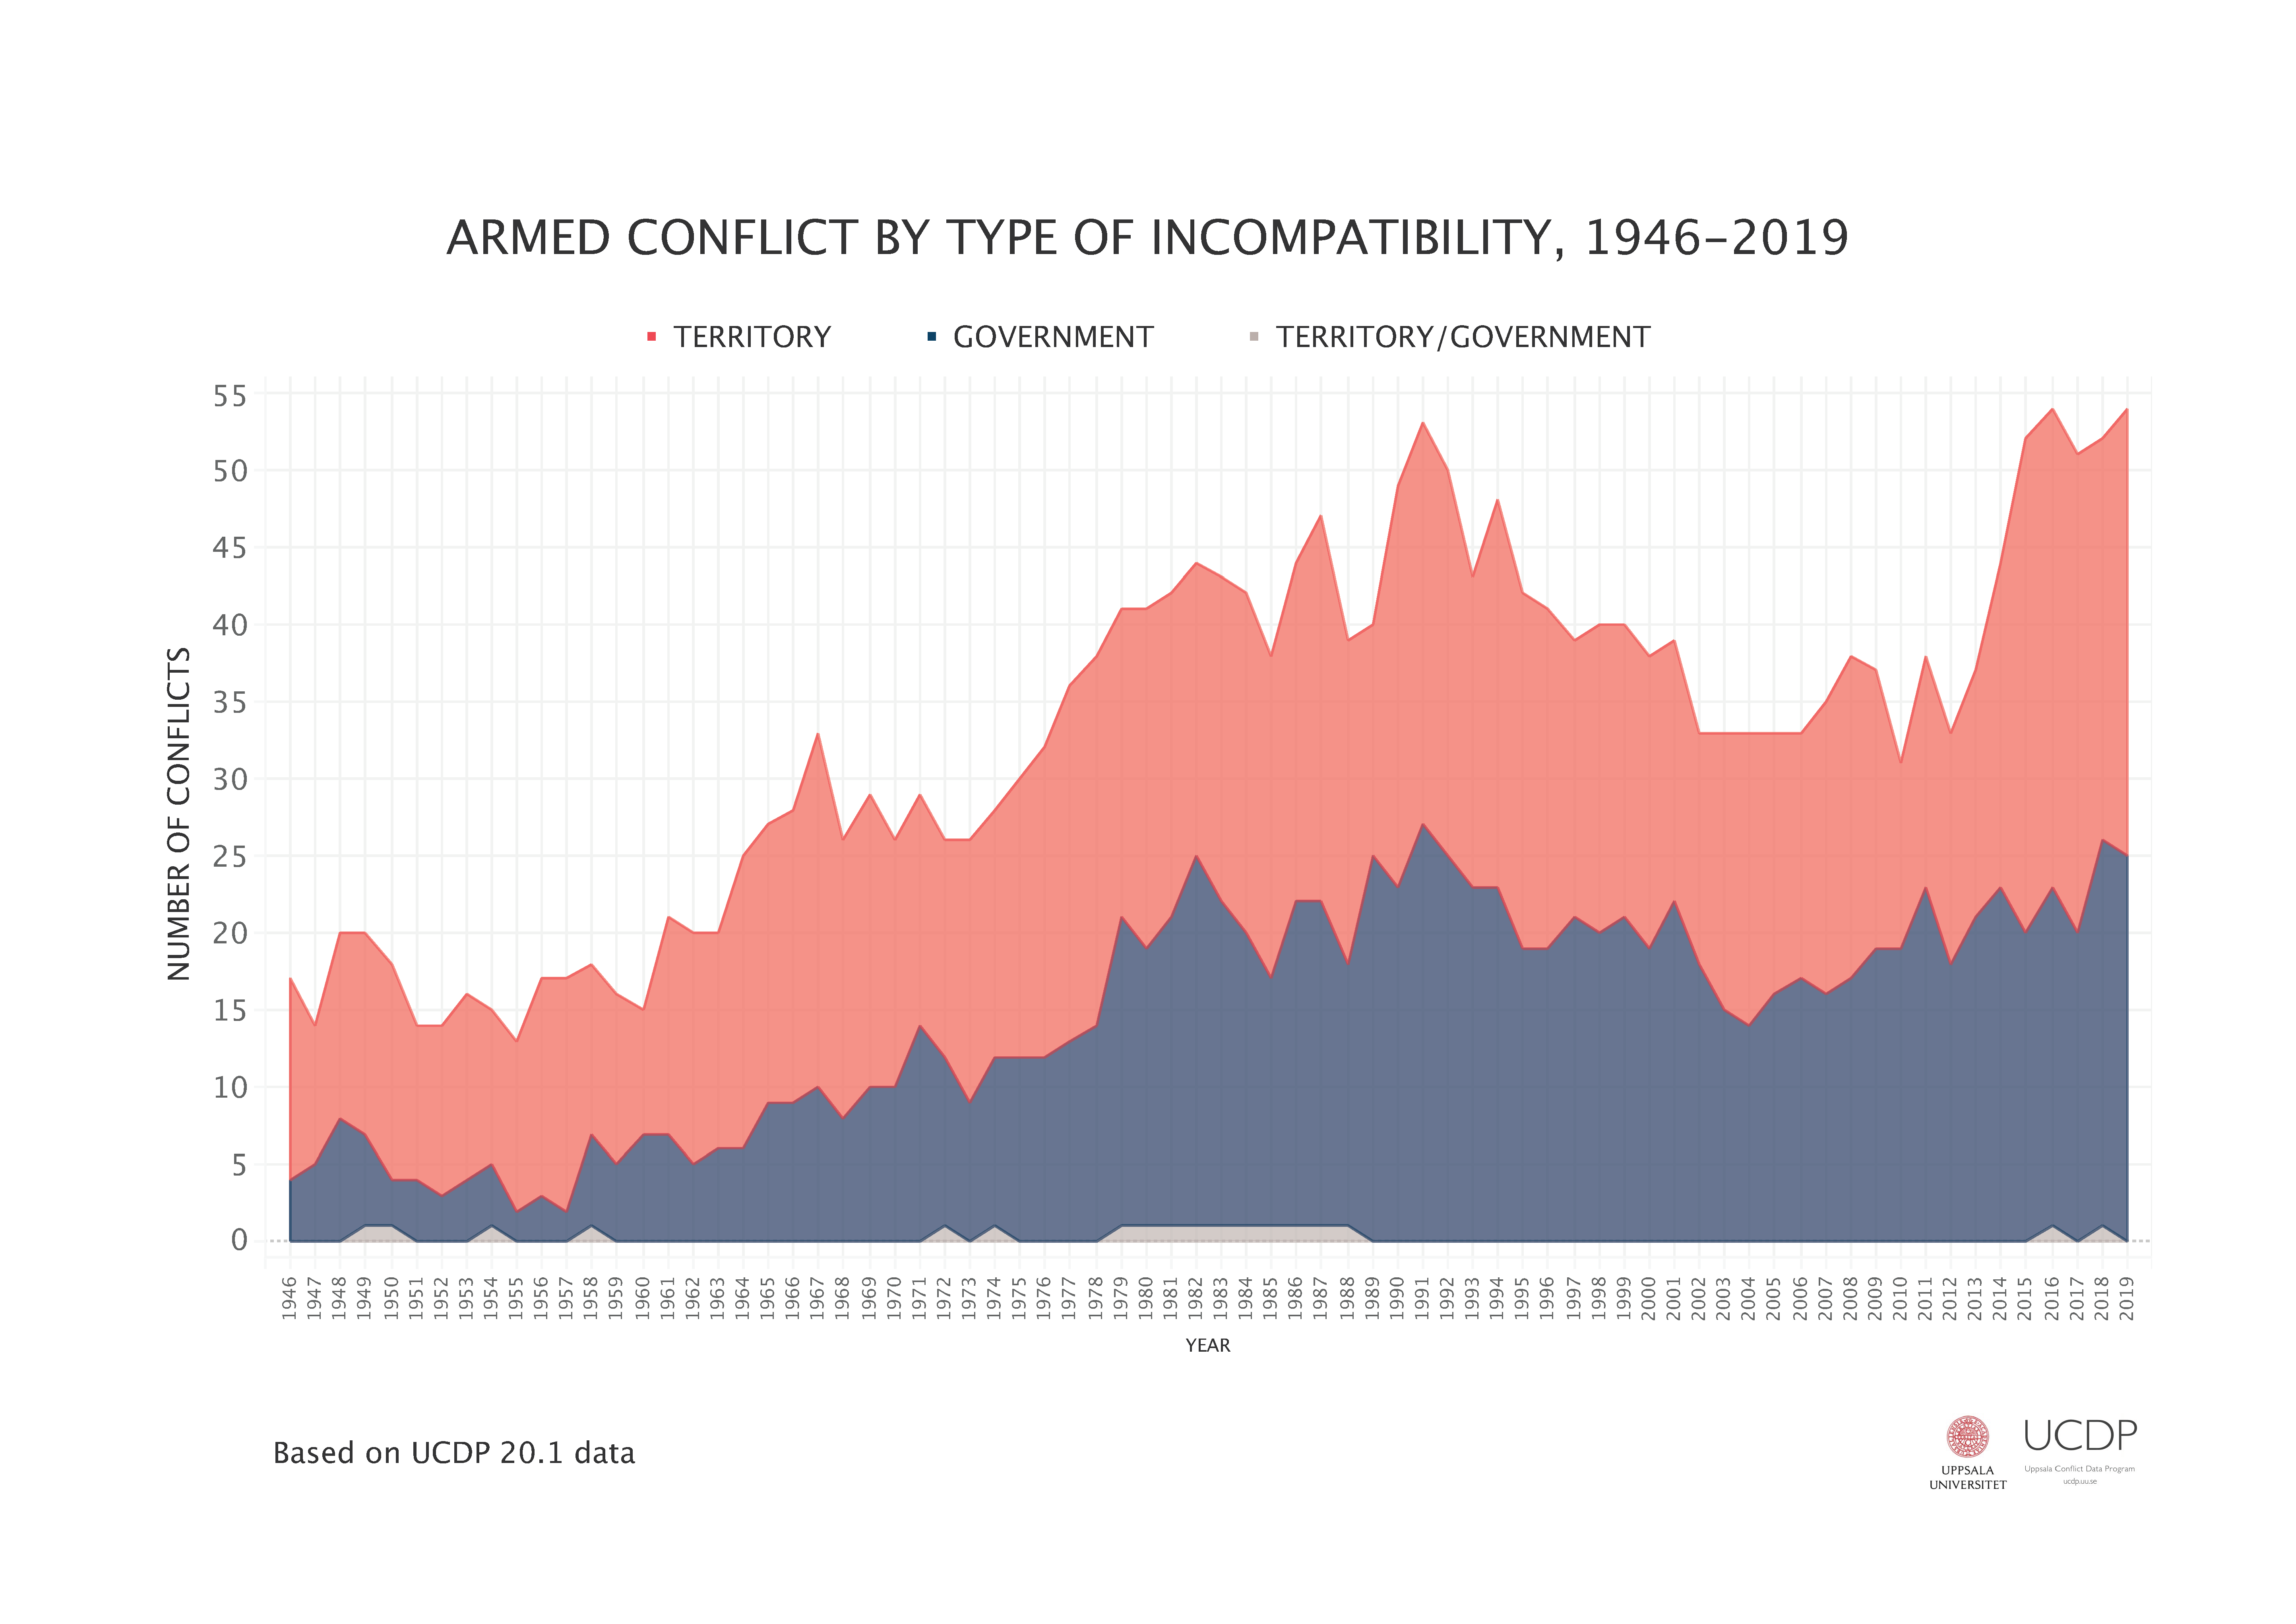 ARMED CONFLICT BY TYPE OF INCOMPATIBILITY, 1946–2019
TERRITORY GOVERNMENT TERRITORY/GOVERNMENT
NUMBER OF CONFLICTS
55
50
45
40
35
30
25
20
15
10
5
0
1946 1947 1948 1949 1950 1951 1952 1953 1954 1955 1956 1957 1958 1959 1960 1961 1962 1963 1964 1965 1966 1967 1968 1969 1970 1971 1972 1973 1974 1975 1976 1977 1978 1979 1980 1981 1982 1983 1984 1985 1986 1987 1988 1989 1990 1991 1992 1993 1994 1995 1996 1997 1998 1999 2000 2001 2002 2003 2004 2005 2006 2007 2008 2009 2010 2011 2012 2013 2014 2015 2016 2017 2018 2019
YEAR
Based on UCDP 20.1 data
UPPSALA
UNIVERSITET
UCDP
Uppsala Conflict Data Program
ucdp.uu.se